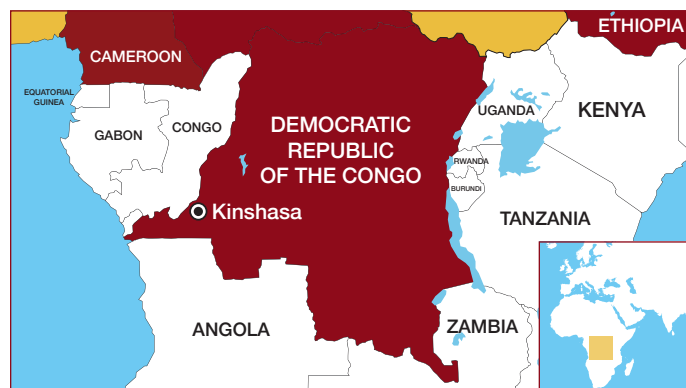 ETHIOPIA
CAMEROON
EQUATORIAL
GUINEA
UGANDA
KENYA
GABON
CONGO
DEMOCRATIC
REPUBLIC
OF THE CONGO
RWANDA
BURUNDI
Kinshasa
TANZANIA
ANGOLA
ZAMBIA